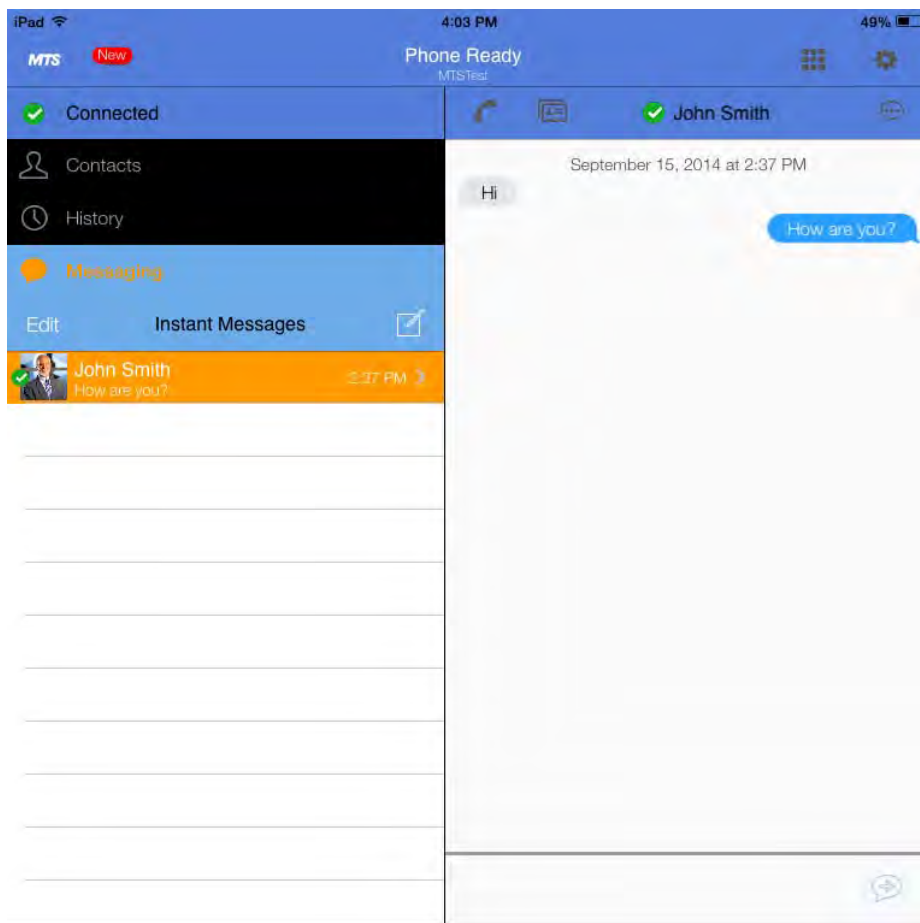 iPad 4:03 PM 49%
MTS New Phone Ready
MTSTest
Connected
Contacts
History
Messaging
Edit Instant Messages
John Smith 2:37 PM
How are you?
John Smith
September 15, 2014 at 2:37 PM
Hi
How are you?